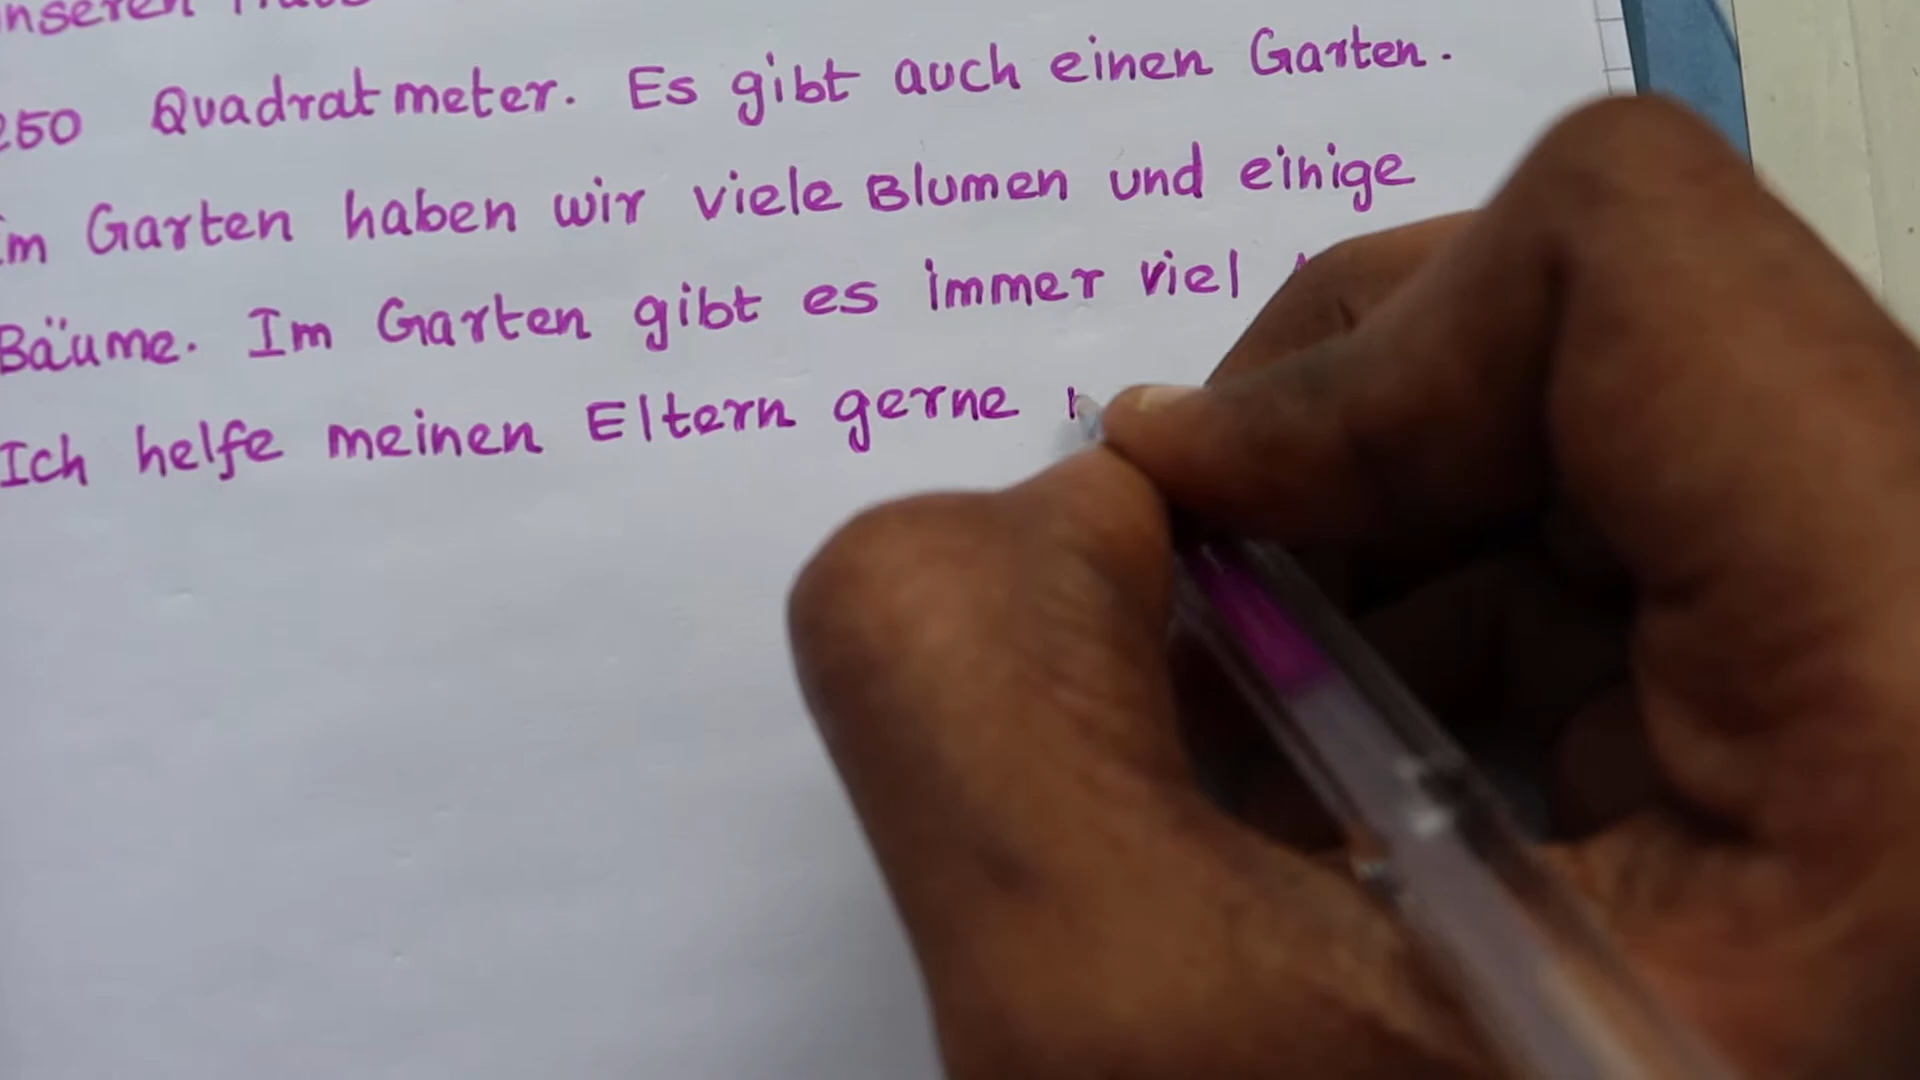 250 Quadratmeter. Es gibt auch einen Garten.
Im Garten haben wir viele Blumen und einige
Bäume. Im Garten gibt es immer viel
Ich helfe meinen Eltern gerne